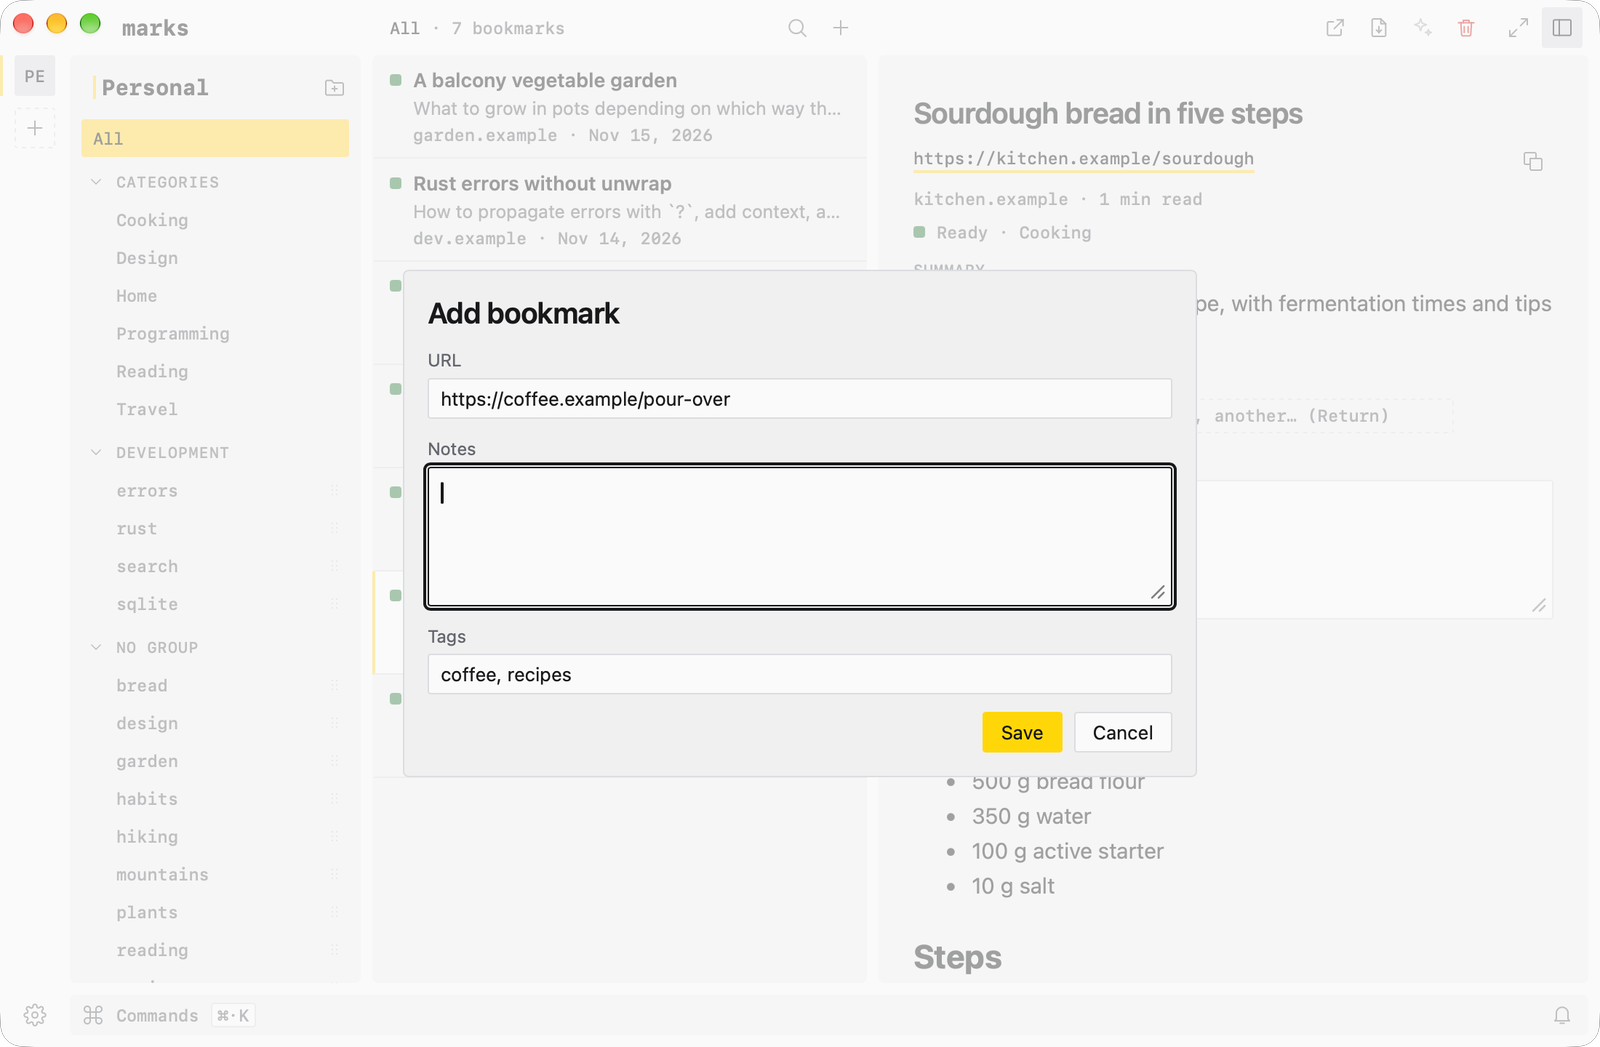 marks
All · 7 bookmarks
PE
Personal
All
CATEGORIES
Cooking
Design
Home
Programming
Reading
Travel
DEVELOPMENT
errors
rust
search
sqlite
NO GROUP
bread
design
garden
habits
hiking
mountains
plants
reading
A balcony vegetable garden
What to grow in pots depending on which way th…
garden.example · Nov 15, 2026
Rust errors without unwrap
How to propagate errors with `?`, add context, a…
dev.example · Nov 14, 2026
Sourdough bread in five steps
https://kitchen.example/sourdough
kitchen.example · 1 min read
Ready · Cooking
SUMMARY
pe, with fermentation times and tips
, another… (Return)
Add bookmark
URL
https://coffee.example/pour-over
Notes
Tags
coffee, recipes
Save
Cancel
500 g bread flour
350 g water
100 g active starter
10 g salt
Steps
Commands ⌘·K